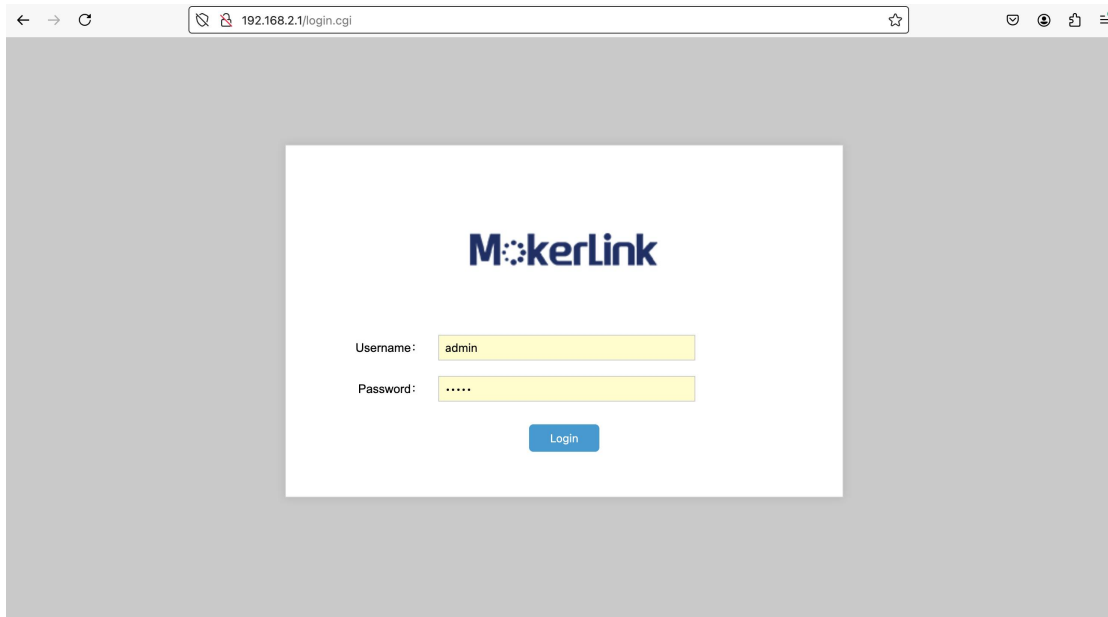 192.168.2.1/login.cgi
MokerLink
Username:
admin
Password:
•••••
Login